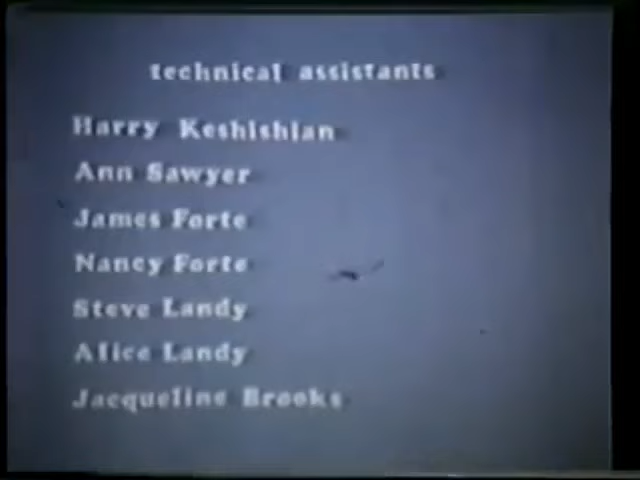 technical assistants
Harry Keshishian
Ann Sawyer
James Forte
Nancy Forte
Steve Landy
Alice Landy
Jacqueline Brooks